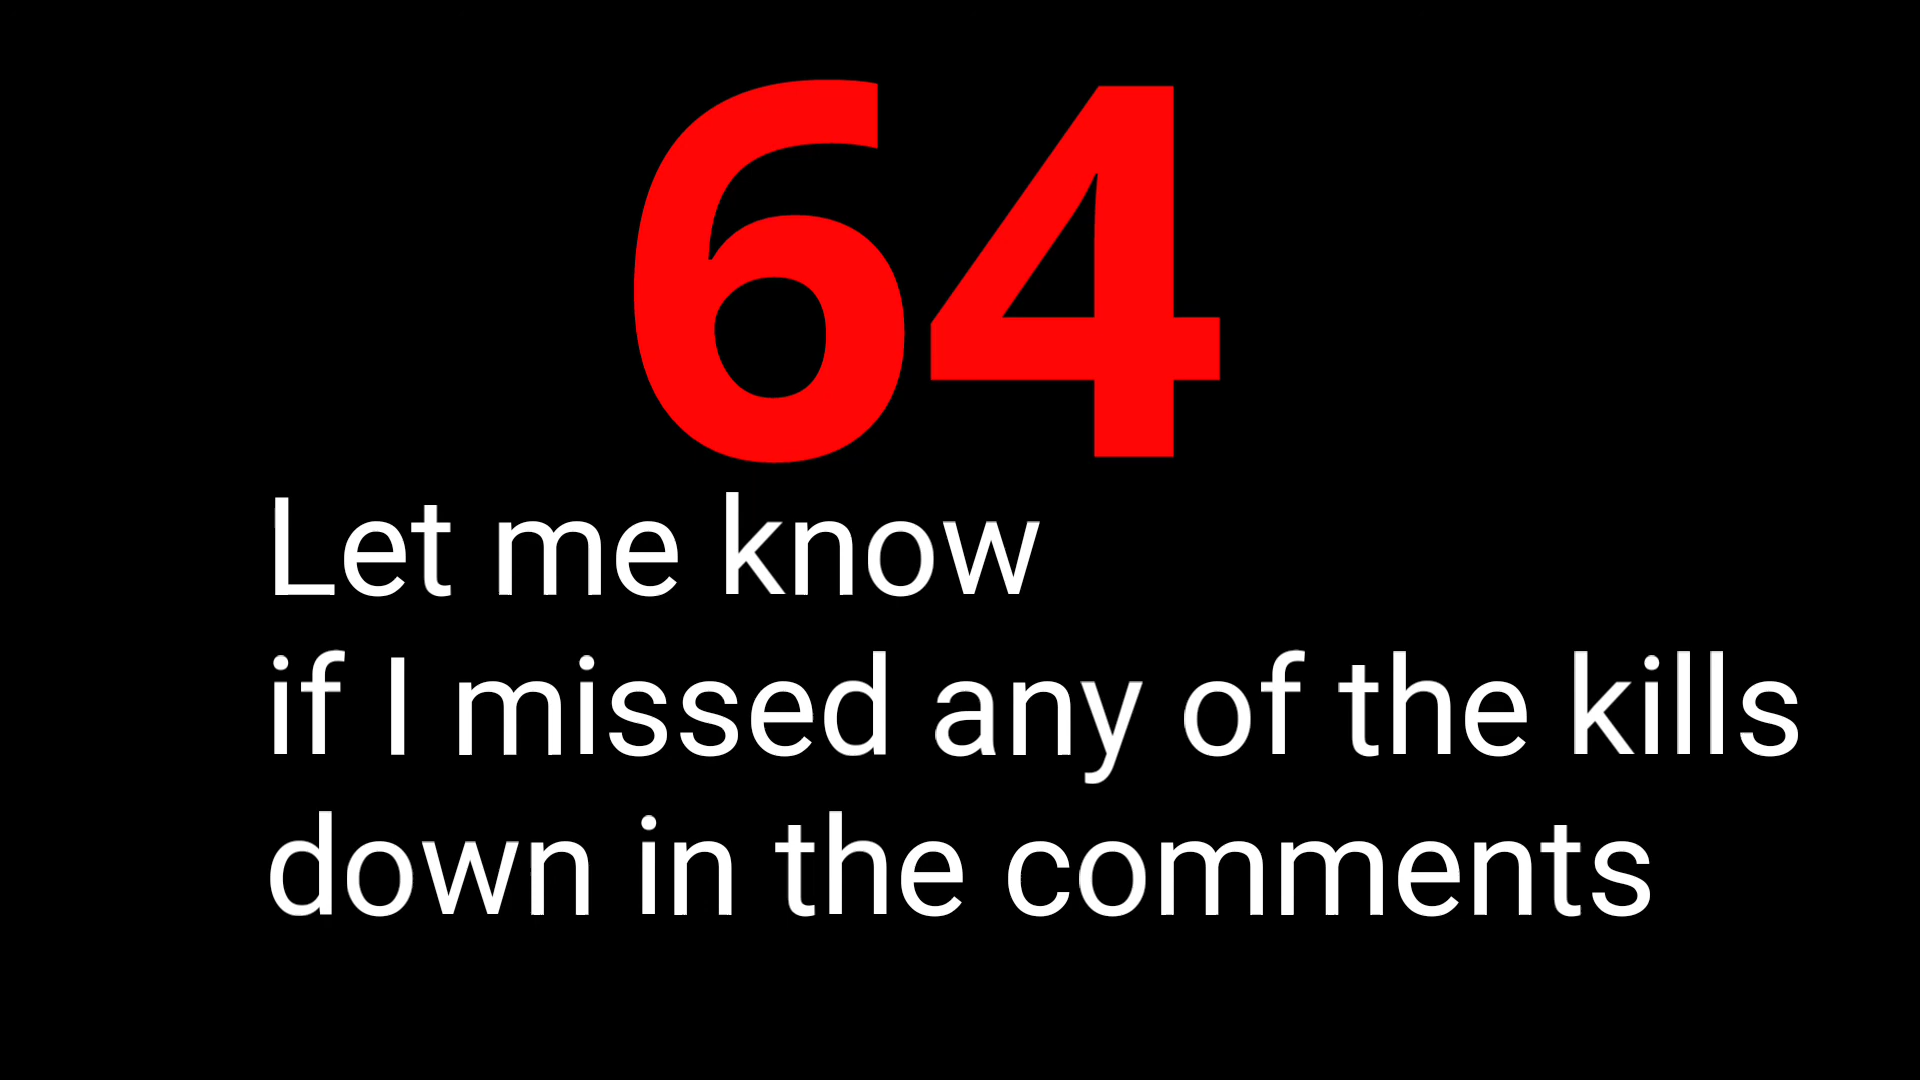 64
Let me know
if I missed any of the kills
down in the comments